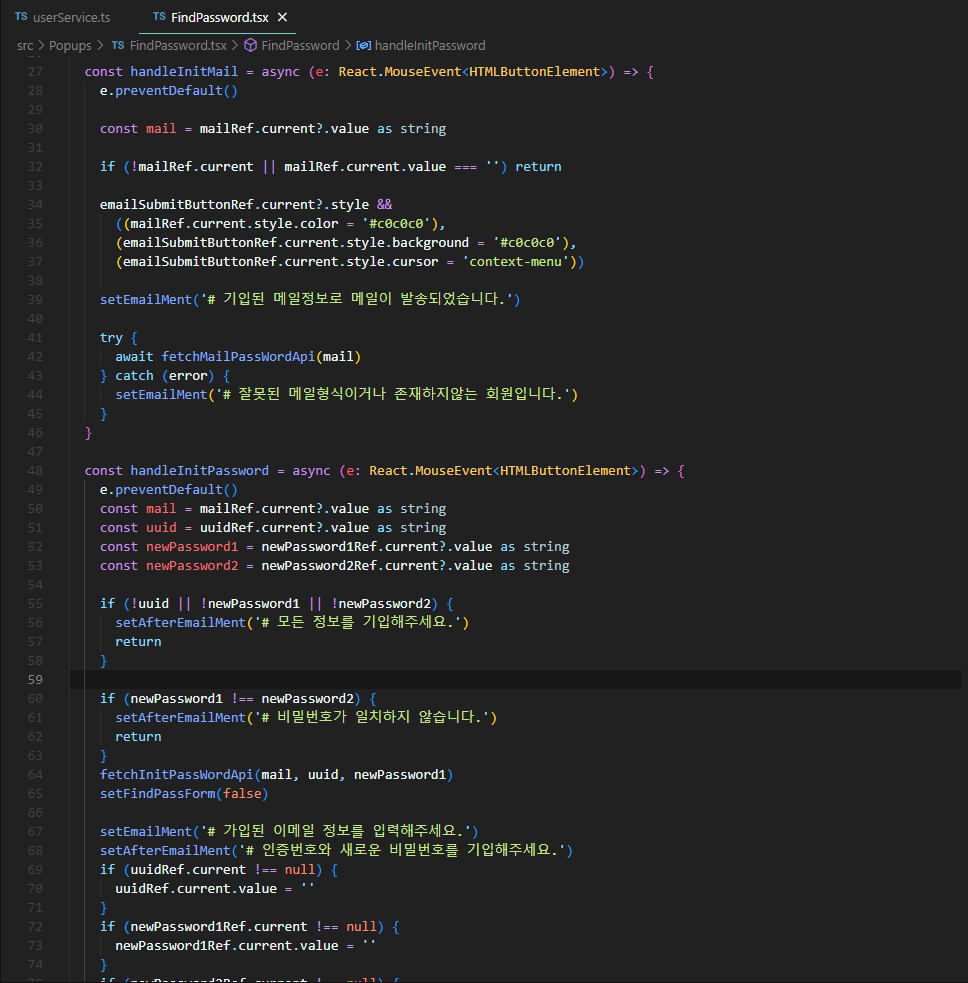 TS userService.ts TS FindPassword.tsx ✕
src > Popups > TS FindPassword.tsx > FindPassword > handleInitPassword
27 const handleInitMail = async (e: React.MouseEvent<HTMLButtonElement>) => {
28 e.preventDefault()
29
30 const mail = mailRef.current?.value as string
31
32 if (!mailRef.current || mailRef.current.value === '') return
33
34 emailSubmitButtonRef.current?.style &&
35 ((mailRef.current.style.color = '#c0c0c0'),
36 (emailSubmitButtonRef.current.style.background = '#c0c0c0'),
37 (emailSubmitButtonRef.current.style.cursor = 'context-menu'))
38
39 setEmailMent('# 기입된 메일정보로 메일이 발송되었습니다.')
40
41 try {
42 await fetchMailPassWordApi(mail)
43 } catch (error) {
44 setEmailMent('# 잘못된 메일형식이거나 존재하지않는 회원입니다.')
45 }
46 }
47
48 const handleInitPassword = async (e: React.MouseEvent<HTMLButtonElement>) => {
49 e.preventDefault()
50 const mail = mailRef.current?.value as string
51 const uuid = uuidRef.current?.value as string
52 const newPassword1 = newPassword1Ref.current?.value as string
53 const newPassword2 = newPassword2Ref.current?.value as string
54
55 if (!uuid || !newPassword1 || !newPassword2) {
56 setAfterEmailMent('# 모든 정보를 기입해주세요.')
57 return
58 }
59
60 if (newPassword1 !== newPassword2) {
61 setAfterEmailMent('# 비밀번호가 일치하지 않습니다.')
62 return
63 }
64 fetchInitPassWordApi(mail, uuid, newPassword1)
65 setFindPassForm(false)
66
67 setEmailMent('# 가입된 이메일 정보를 입력해주세요.')
68 setAfterEmailMent('# 인증번호와 새로운 비밀번호를 기입해주세요.')
69 if (uuidRef.current !== null) {
70 uuidRef.current.value = ''
71 }
72 if (newPassword1Ref.current !== null) {
73 newPassword1Ref.current.value = ''
74 }
75 if (newPassword2Ref.current !== null) {